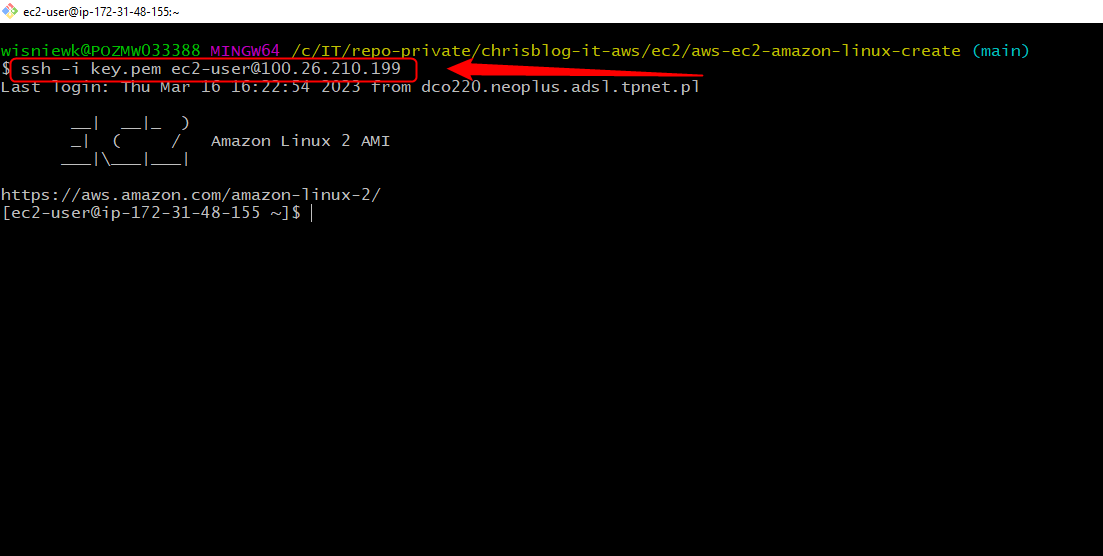 ec2-user@ip-172-31-48-155:~
wisniewk@POZMW033388 MINGW64 /c/IT/repo-private/chrisblog-it-aws/ec2/aws-ec2-amazon-linux-create (main)
$ ssh -i key.pem ec2-user@100.26.210.199
Last login: Thu Mar 16 16:22:54 2023 from dco220.neoplus.adsl.tpnet.pl
       __|  __|_  )
       _|  (     /   Amazon Linux 2 AMI
      ___|\___|___|
https://aws.amazon.com/amazon-linux-2/
[ec2-user@ip-172-31-48-155 ~]$